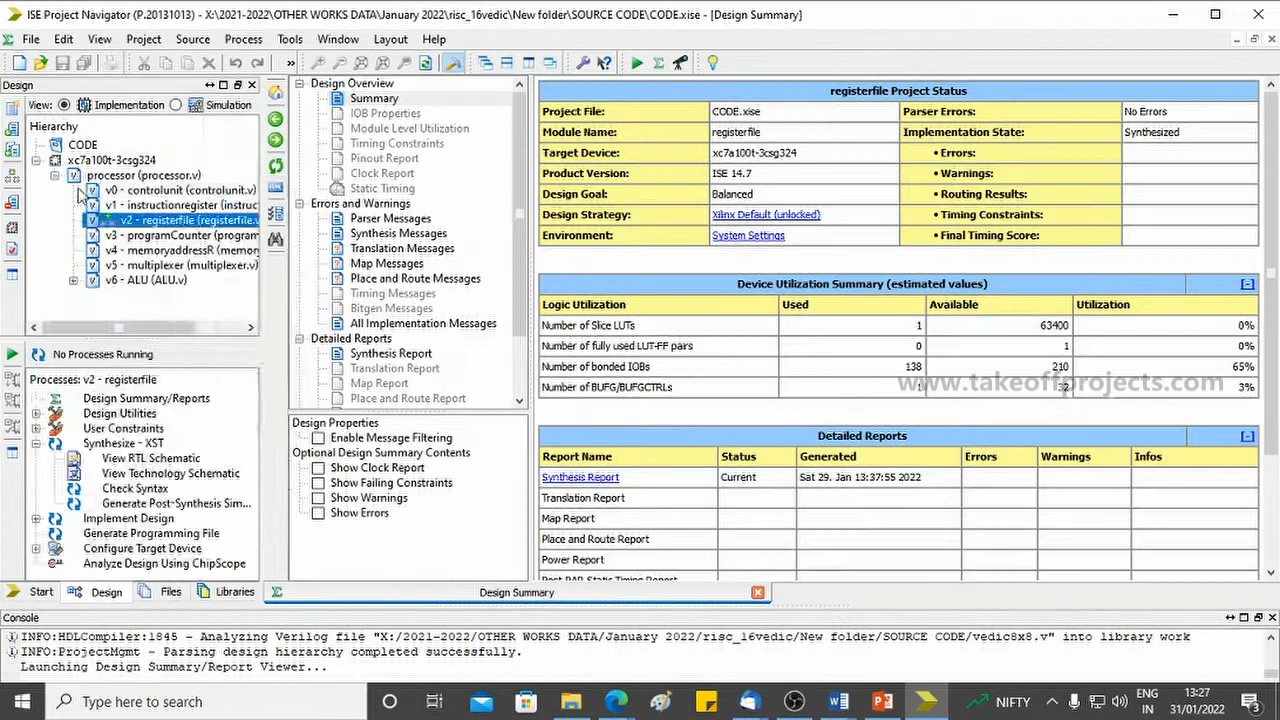 ISE Project Navigator (P.20131013) - X:\2021-2022\OTHER WORKS DATA\January 2022\risc_16vedic\New folder\SOURCE CODE\CODE.xise - [Design Summary]
File Edit View Project Source Process Tools Window Layout Help
Design
View: Implementation Simulation
Hierarchy
CODE
xc7a100t-3csg324
processor (processor.v)
v0 - controlunit (controlunit.v)
v1 - instructionregister (instruc
v2 - registerfile (registerfile.v
v3 - programCounter (program
v4 - memoryaddressR (memory
v5 - multiplexer (multiplexer.v)
v6 - ALU (ALU.v)
No Processes Running
Processes: v2 - registerfile
Design Summary/Reports
Design Utilities
User Constraints
Synthesize - XST
View RTL Schematic
View Technology Schematic
Check Syntax
Generate Post-Synthesis Sim...
Implement Design
Generate Programming File
Configure Target Device
Analyze Design Using ChipScope
Start Design Files Libraries
Design Overview
Summary
IOB Properties
Module Level Utilization
Timing Constraints
Pinout Report
Clock Report
Static Timing
Errors and Warnings
Parser Messages
Synthesis Messages
Translation Messages
Map Messages
Place and Route Messages
Timing Messages
Bitgen Messages
All Implementation Messages
Detailed Reports
Synthesis Report
Translation Report
Map Report
Place and Route Report
Design Properties
Enable Message Filtering
Optional Design Summary Contents
Show Clock Report
Show Failing Constraints
Show Warnings
Show Errors
registerfile Project Status
Project File: CODE.xise Parser Errors: No Errors
Module Name: registerfile Implementation State: Synthesized
Target Device: xc7a100t-3csg324 • Errors:
Product Version: ISE 14.7 • Warnings:
Design Goal: Balanced • Routing Results:
Design Strategy: Xilinx Default (unlocked) • Timing Constraints:
Environment: System Settings • Final Timing Score:
Device Utilization Summary (estimated values) [-]
Logic Utilization Used Available Utilization
Number of Slice LUTs 1 63400 0%
Number of fully used LUT-FF pairs 0 1 0%
Number of bonded IOBs 138 210 65%
Number of BUFG/BUFGCTRLs 1 32 3%
www.takeoffprojects.com
Detailed Reports [-]
Report Name Status Generated Errors Warnings Infos
Synthesis Report Current Sat 29. Jan 13:37:55 2022
Translation Report
Map Report
Place and Route Report
Power Report
Post-PAR Static Timing Report
Design Summary
Console
INFO:HDLCompiler:1845 - Analyzing Verilog file "X:/2021-2022/OTHER WORKS DATA/January 2022/risc_16vedic/New folder/SOURCE CODE/vedic8x8.v" into library work
INFO:ProjectMgmt - Parsing design hierarchy completed successfully.
Launching Design Summary/Report Viewer...
Type here to search
NIFTY
ENG
IN
13:27
31/01/2022
3